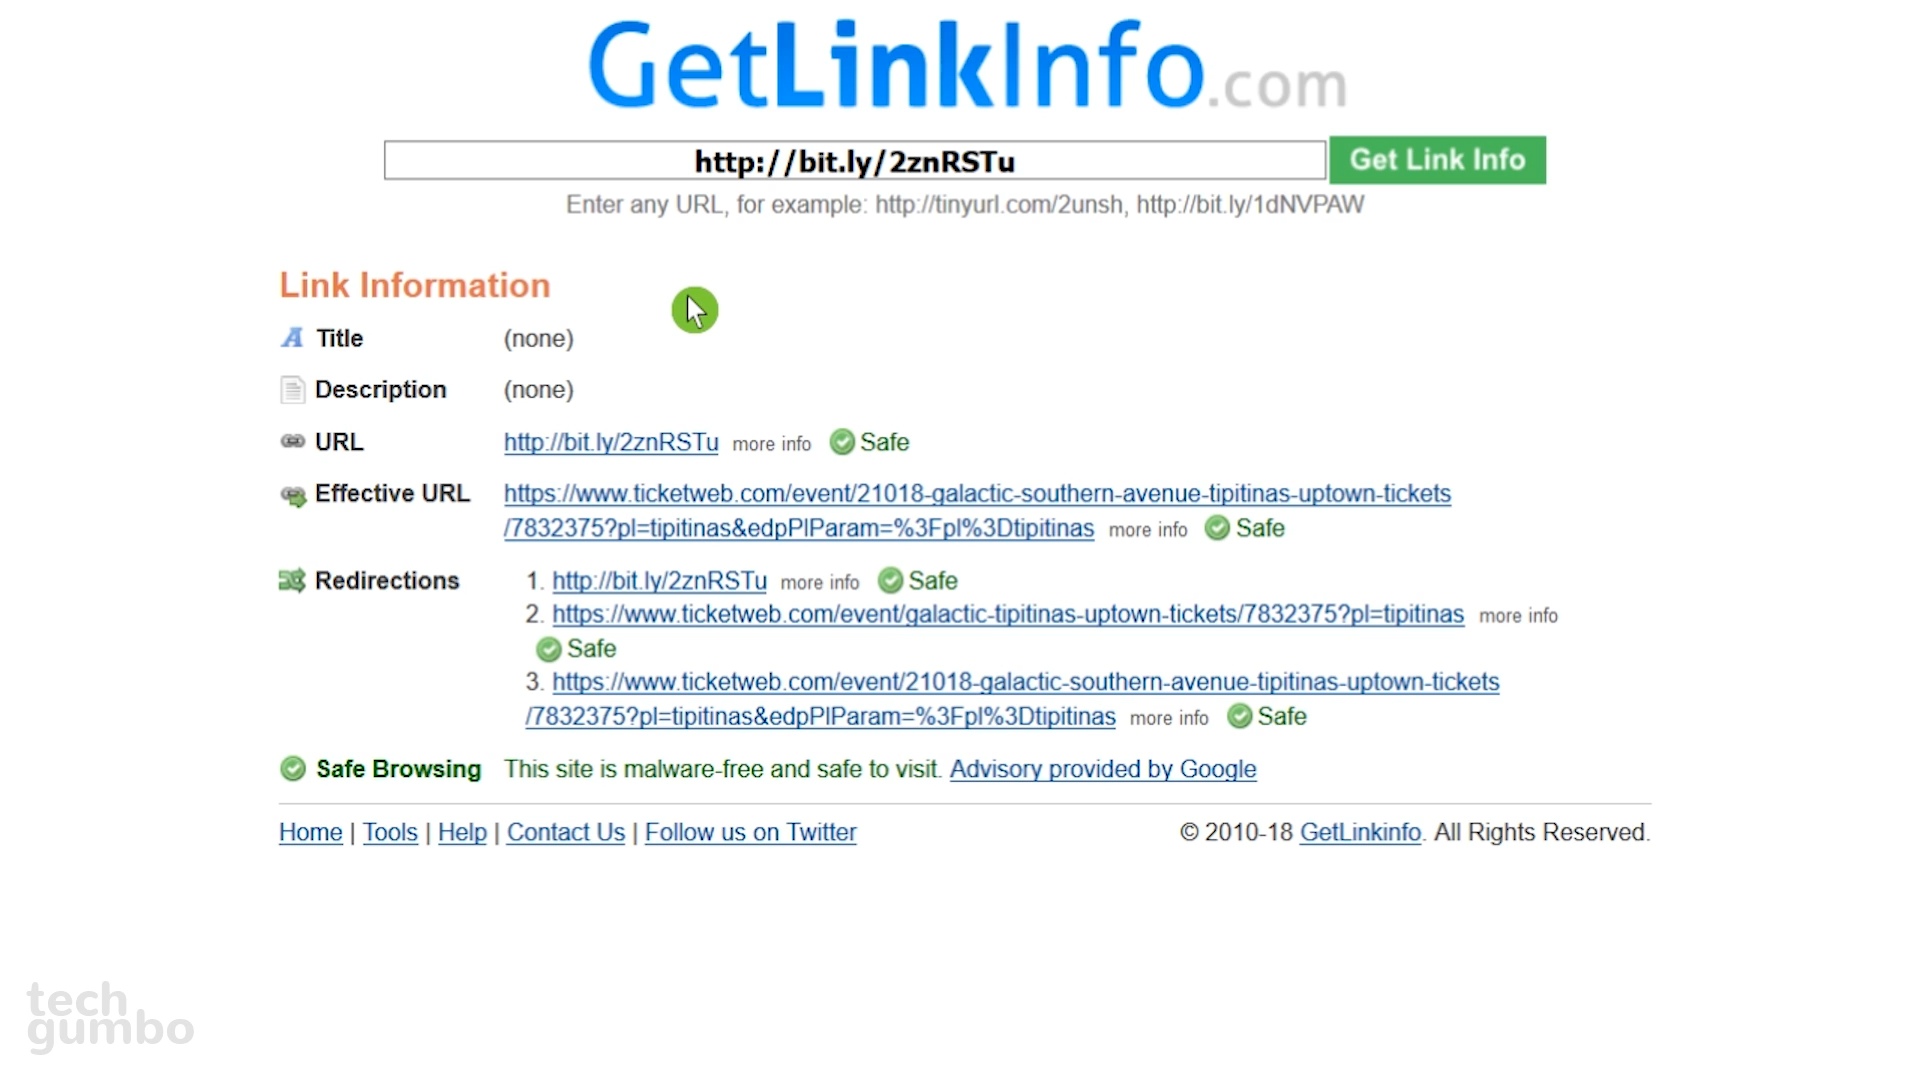 GetLinkInfo.com
http://bit.ly/2znRSTu Get Link Info
Enter any URL, for example: http://tinyurl.com/2unsh, http://bit.ly/1dNVPAW
Link Information
Title (none)
Description (none)
URL http://bit.ly/2znRSTu more info Safe
Effective URL https://www.ticketweb.com/event/21018-galactic-southern-avenue-tipitinas-uptown-tickets
/7832375?pl=tipitinas&edpPlParam=%3Fpl%3Dtipitinas more info Safe
Redirections 1. http://bit.ly/2znRSTu more info Safe
2. https://www.ticketweb.com/event/galactic-tipitinas-uptown-tickets/7832375?pl=tipitinas more info
Safe
3. https://www.ticketweb.com/event/21018-galactic-southern-avenue-tipitinas-uptown-tickets
/7832375?pl=tipitinas&edpPlParam=%3Fpl%3Dtipitinas more info Safe
Safe Browsing This site is malware-free and safe to visit. Advisory provided by Google
Home | Tools | Help | Contact Us | Follow us on Twitter © 2010-18 GetLinkinfo. All Rights Reserved.
tech
gumbo